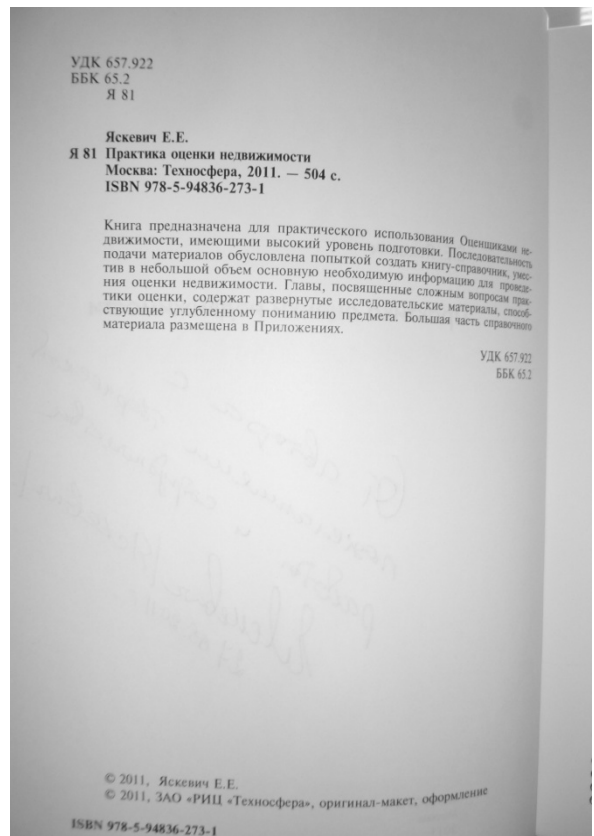 УДК 657.922
ББК 65.2
Я 81
Яскевич Е.Е.
Я 81 Практика оценки недвижимости
Москва: Техносфера, 2011. — 504 с.
ISBN 978-5-94836-273-1
Книга предназначена для практического использования Оценщиками не-
движимости, имеющими высокий уровень подготовки. Последовательность
подачи материалов обусловлена попыткой создать книгу-справочник, умес-
тив в небольшой объем основную необходимую информацию для проведе-
ния оценки недвижимости. Главы, посвященные сложным вопросам прак-
тики оценки, содержат развернутые исследовательские материалы, способ-
ствующие углубленному пониманию предмета. Большая часть справочного
материала размещена в Приложениях.
УДК 657.922
ББК 65.2
© 2011, Яскевич Е.Е.
© 2011, ЗАО «РИЦ «Техносфера», оригинал-макет, оформление
ISBN 978-5-94836-273-1